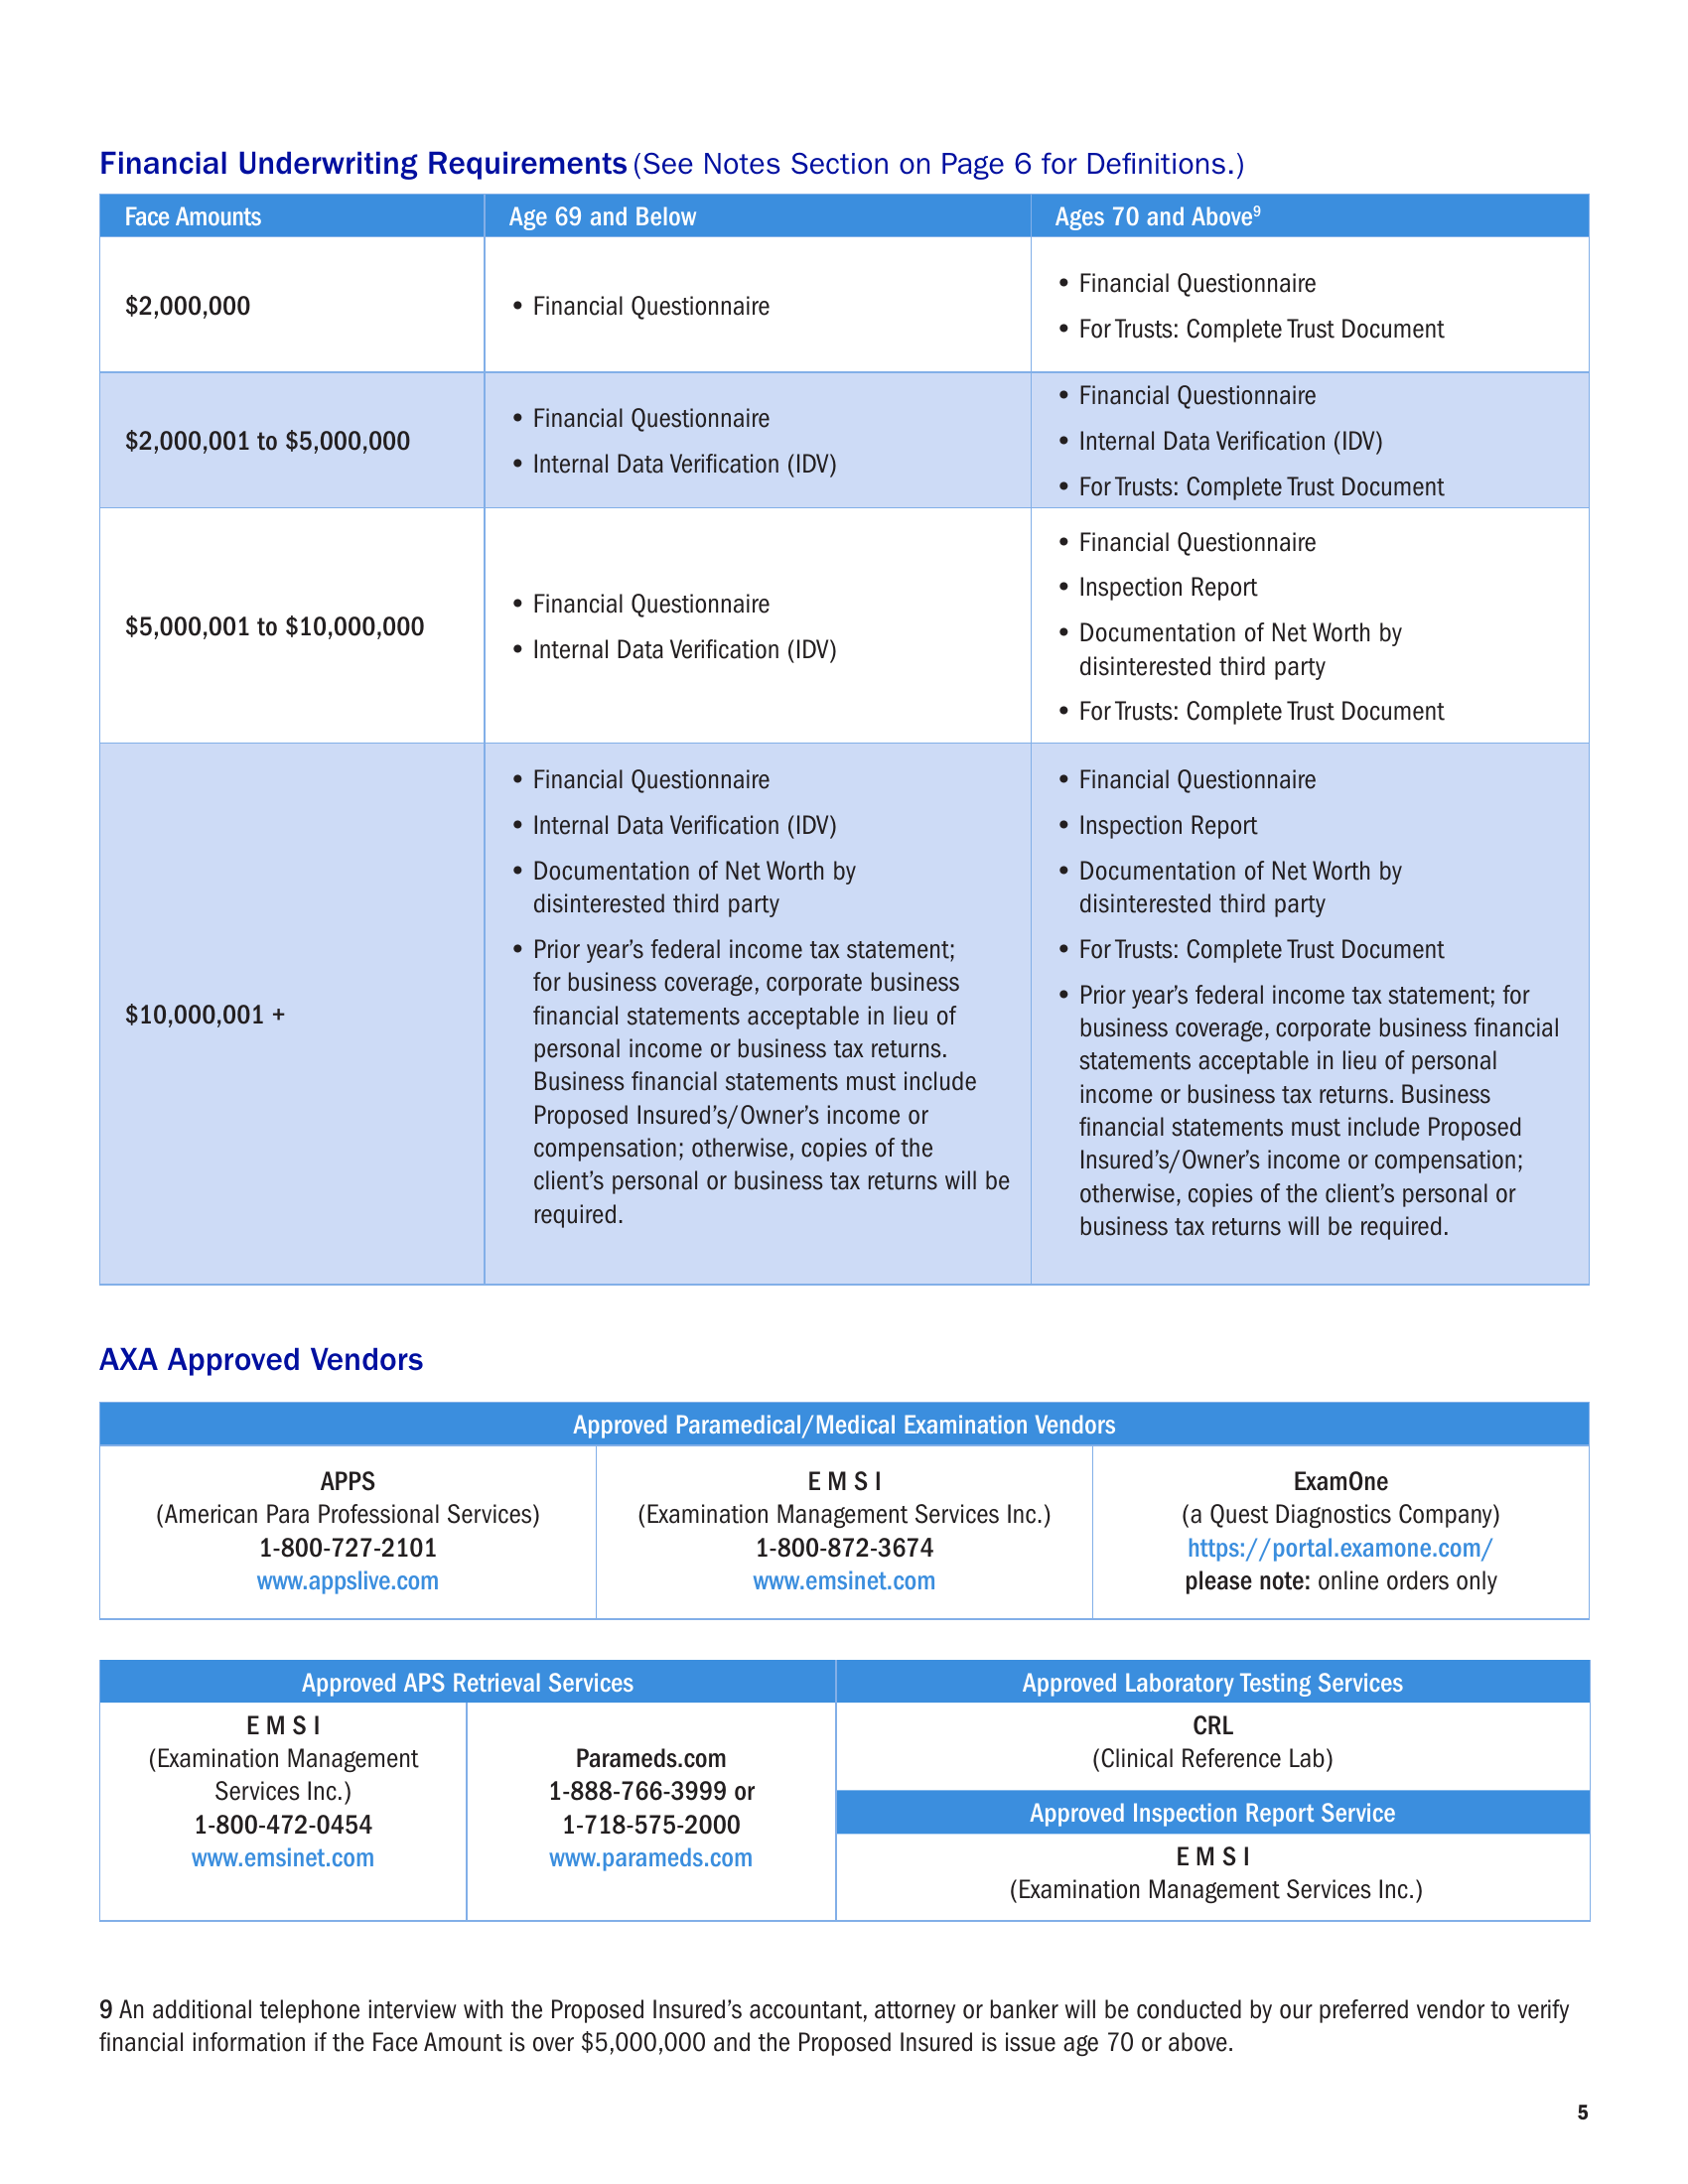 Financial Underwriting Requirements (See Notes Section on Page 6 for Definitions.)
Face Amounts
Age 69 and Below
Ages 70 and Above9
$2,000,000
• Financial Questionnaire
• Financial Questionnaire
• For Trusts: Complete Trust Document
$2,000,001 to $5,000,000
• Financial Questionnaire
• Internal Data Verification (IDV)
• Financial Questionnaire
• Internal Data Verification (IDV)
• For Trusts: Complete Trust Document
$5,000,001 to $10,000,000
• Financial Questionnaire
• Internal Data Verification (IDV)
• Financial Questionnaire
• Inspection Report
• Documentation of Net Worth by
disinterested third party
• For Trusts: Complete Trust Document
$10,000,001 +
• Financial Questionnaire
• Internal Data Verification (IDV)
• Documentation of Net Worth by
disinterested third party
• Prior year’s federal income tax statement;
for business coverage, corporate business
financial statements acceptable in lieu of
personal income or business tax returns.
Business financial statements must include
Proposed Insured’s/Owner’s income or
compensation; otherwise, copies of the
client’s personal or business tax returns will be
required.
• Financial Questionnaire
• Inspection Report
• Documentation of Net Worth by
disinterested third party
• For Trusts: Complete Trust Document
• Prior year’s federal income tax statement; for
business coverage, corporate business financial
statements acceptable in lieu of personal
income or business tax returns. Business
financial statements must include Proposed
Insured’s/Owner’s income or compensation;
otherwise, copies of the client’s personal or
business tax returns will be required.
AXA Approved Vendors
Approved Paramedical/Medical Examination Vendors
APPS
(American Para Professional Services)
1-800-727-2101
www.appslive.com
E M S I
(Examination Management Services Inc.)
1-800-872-3674
www.emsinet.com
ExamOne
(a Quest Diagnostics Company)
https://portal.examone.com/
please note: online orders only
Approved APS Retrieval Services
E M S I
(Examination Management
Services Inc.)
1-800-472-0454
www.emsinet.com
Parameds.com
1-888-766-3999 or
1-718-575-2000
www.parameds.com
Approved Laboratory Testing Services
CRL
(Clinical Reference Lab)
Approved Inspection Report Service
E M S I
(Examination Management Services Inc.)
9 An additional telephone interview with the Proposed Insured’s accountant, attorney or banker will be conducted by our preferred vendor to verify
financial information if the Face Amount is over $5,000,000 and the Proposed Insured is issue age 70 or above.
5